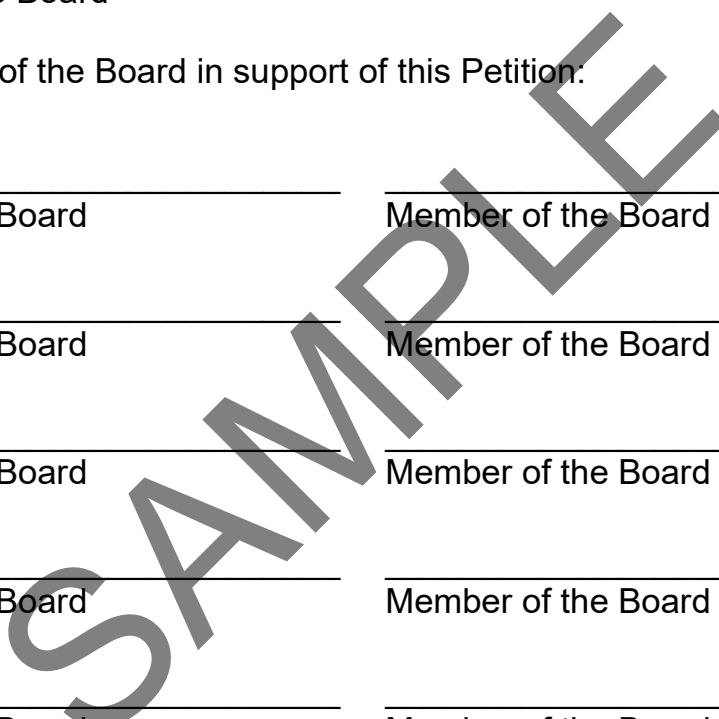 Board
of the Board in support of this Petition:
Board Member of the Board
Board Member of the Board
Board Member of the Board
Board Member of the Board
SAMPLE